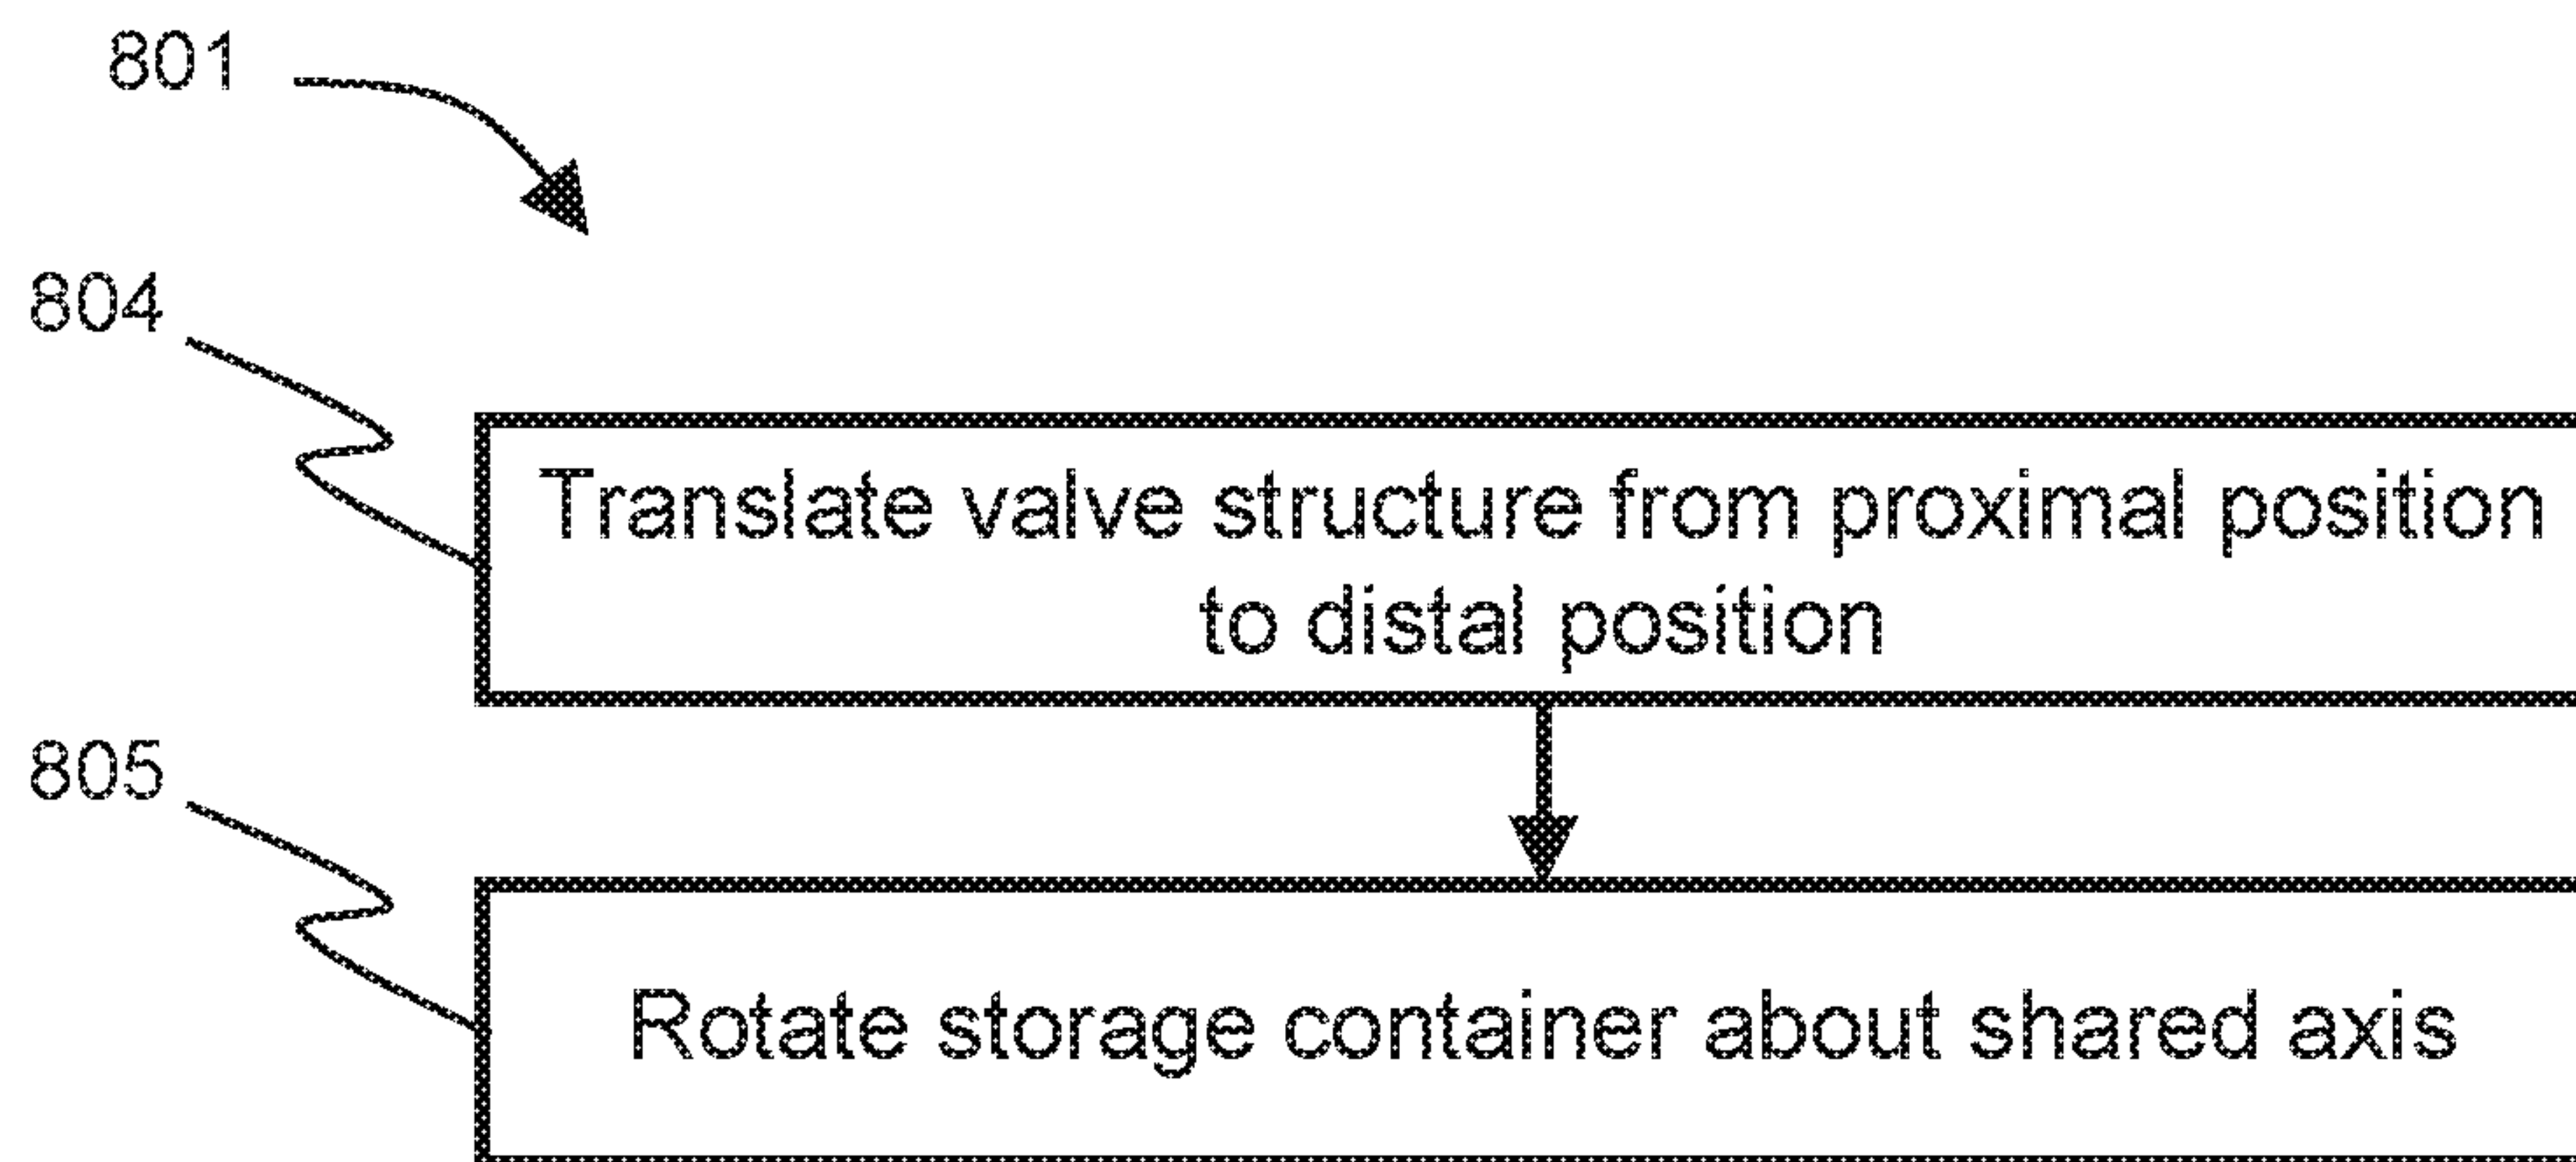 801
804
Translate valve structure from proximal position
to distal position
805
Rotate storage container about shared axis